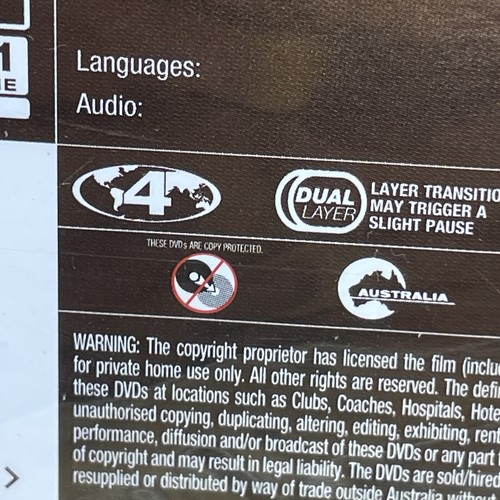 1
NE
Languages:
Audio:
4
DUAL
LAYER
LAYER TRANSITIO
MAY TRIGGER A
SLIGHT PAUSE
THESE DVDs ARE COPY PROTECTED.
AUSTRALIA
WARNING: The copyright proprietor has licensed the film (inclu
for private home use only. All other rights are reserved. The defi
these DVDs at locations such as Clubs, Coaches, Hospitals, Hote
unauthorised copying, duplicating, altering, editing, exhibiting, rent
performance, diffusion and/or broadcast of these DVDs or any part
of copyright and may result in legal liability. The DVDs are sold/hired
resupplied or distributed by way of trade outside Australia without